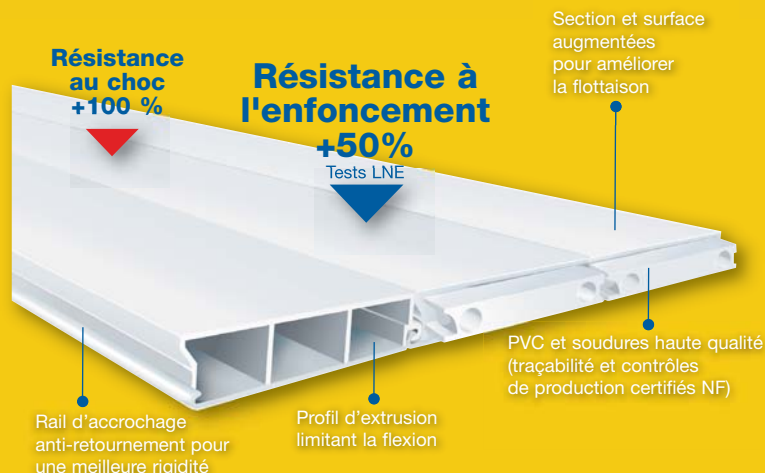 Section et surface
augmentées
pour améliorer
la flottaison
Résistance
au choc
+100 %
Résistance à
l'enfoncement
+50%
Tests LNE
PVC et soudures haute qualité
(traçabilité et contrôles
de production certifiés NF)
Rail d'accrochage
anti-retournement pour
une meilleure rigidité
Profil d'extrusion
limitant la flexion